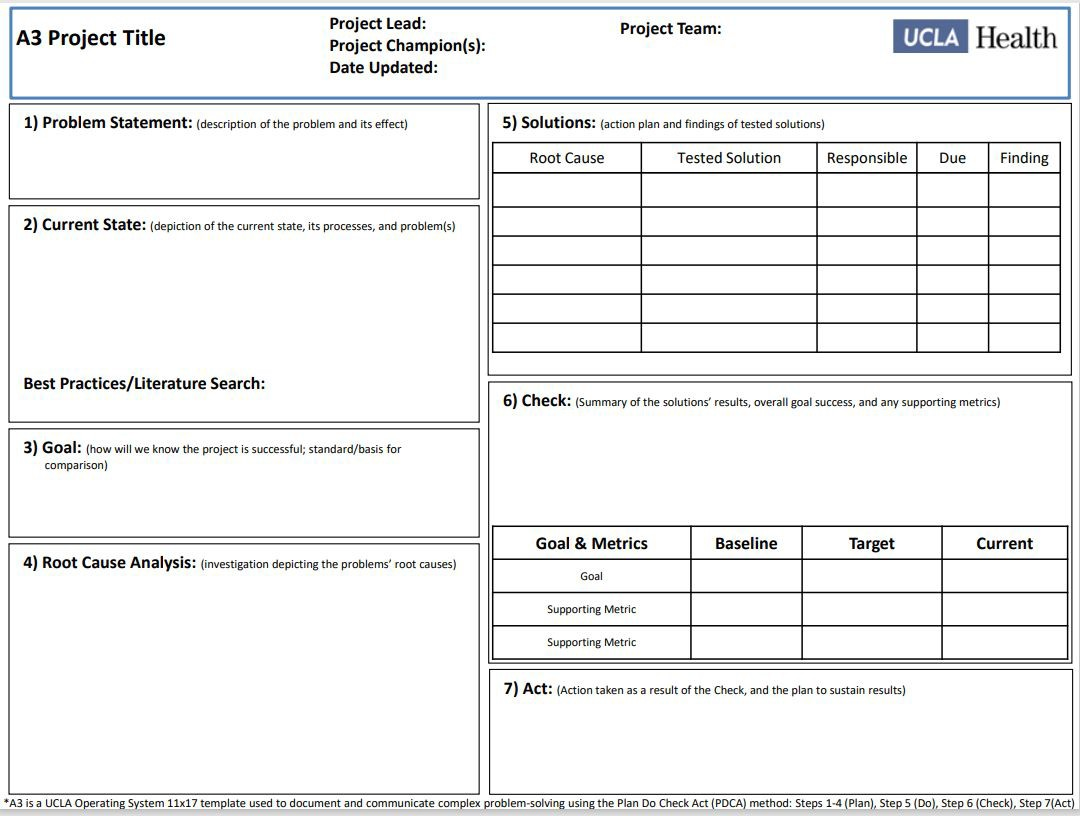 A3 Project Title
Project Lead:
Project Champion(s):
Date Updated:
Project Team:
UCLA Health
1) Problem Statement: (description of the problem and its effect)
2) Current State: (depiction of the current state, its processes, and problem(s)
Best Practices/Literature Search:
3) Goal: (how will we know the project is successful; standard/basis for
comparison)
4) Root Cause Analysis: (investigation depicting the problems’ root causes)
5) Solutions: (action plan and findings of tested solutions)
Root Cause Tested Solution Responsible Due Finding
6) Check: (Summary of the solutions’ results, overall goal success, and any supporting metrics)
Goal & Metrics Baseline Target Current
Goal
Supporting Metric
Supporting Metric
7) Act: (Action taken as a result of the Check, and the plan to sustain results)
*A3 is a UCLA Operating System 11x17 template used to document and communicate complex problem-solving using the Plan Do Check Act (PDCA) method: Steps 1-4 (Plan), Step 5 (Do), Step 6 (Check), Step 7(Act)